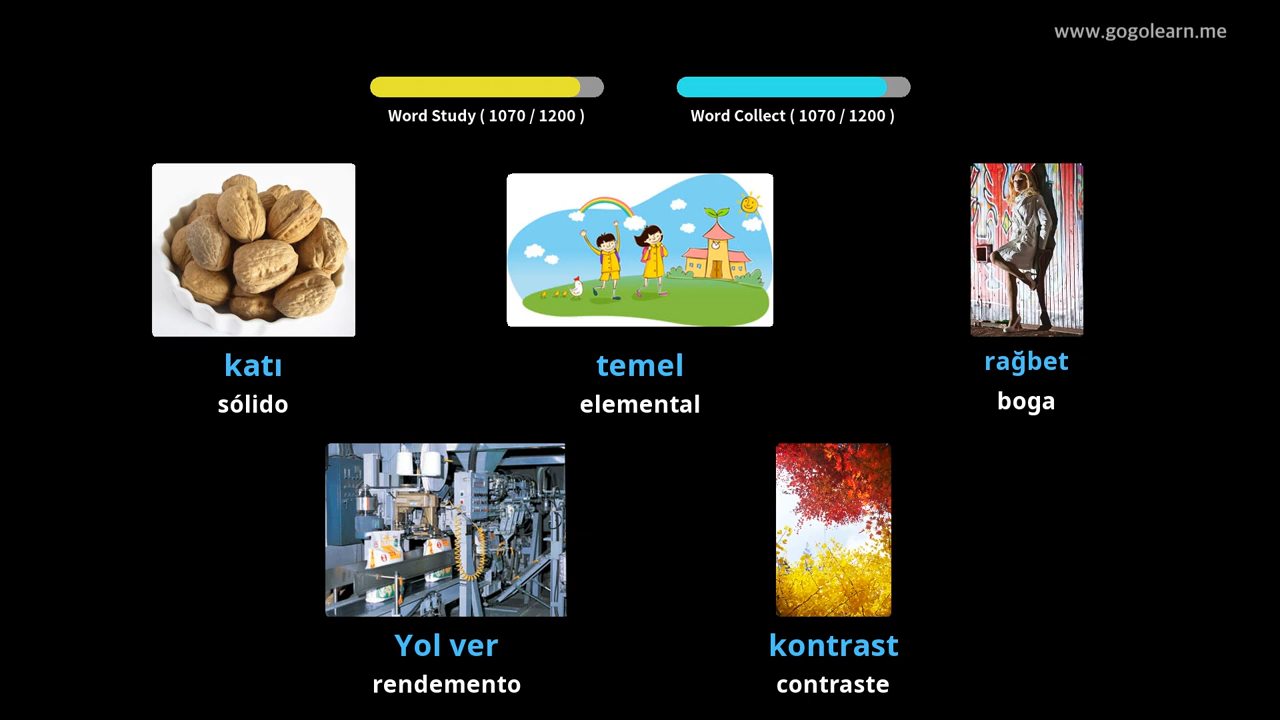 www.gogolearn.me
Word Study ( 1070 / 1200 )
Word Collect ( 1070 / 1200 )
katı
sólido
temel
elemental
rağbet
boga
Yol ver
rendemento
kontrast
contraste